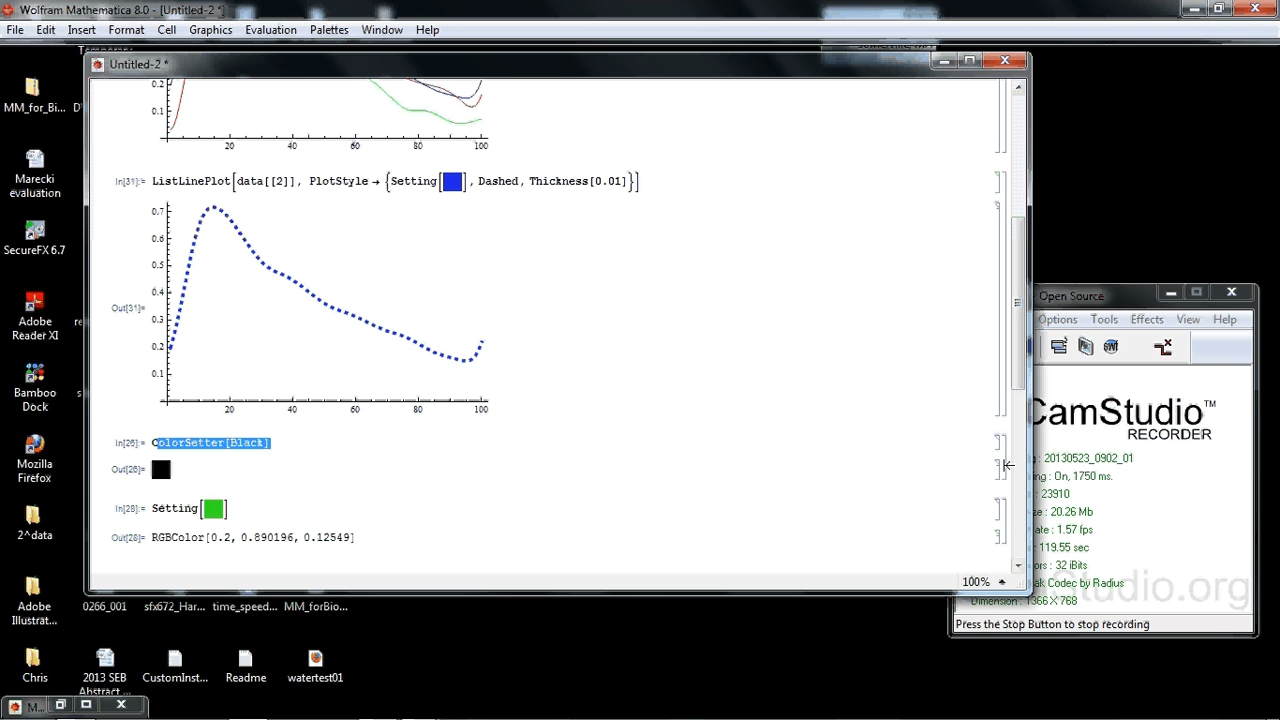 Wolfram Mathematica 8.0 - [Untitled-2 *]
File Edit Insert Format Cell Graphics Evaluation Palettes Window Help
Untitled-2 *
0.2
0.1
20 40 60 80 100
In[31]:= ListLinePlot[data[[2]], PlotStyle → {Setting[ ], Dashed, Thickness[0.01]}]
0.7
0.6
0.5
0.4
0.3
0.2
0.1
Out[31]=
20 40 60 80 100
In[26]:= ColorSetter[Black]
Out[26]=
In[28]:= Setting[ ]
Out[28]= RGBColor[0.2, 0.890196, 0.12549]
100%
MM_for_Bi...
Marecki
evaluation
SecureFX 6.7
Adobe
Reader XI
Bamboo
Dock
Mozilla
Firefox
2^data
Adobe
Illustrat...
0266_001
sfx672_Har...
time_speed...
MM_forBio...
Chris
2013 SEB
Abstract ...
CustomInst...
Readme
watertest01
Open Source
Options Tools Effects View Help
CamStudio™
RECORDER
: 20130523_0902_01
: On, 1750 ms.
: 23910
: 20.26 Mb
: 1.57 fps
: 119.55 sec
: 32 iBits
Codec by Radius
Dimension : 1366 X 768
Studio.org
Press the Stop Button to stop recording
M...